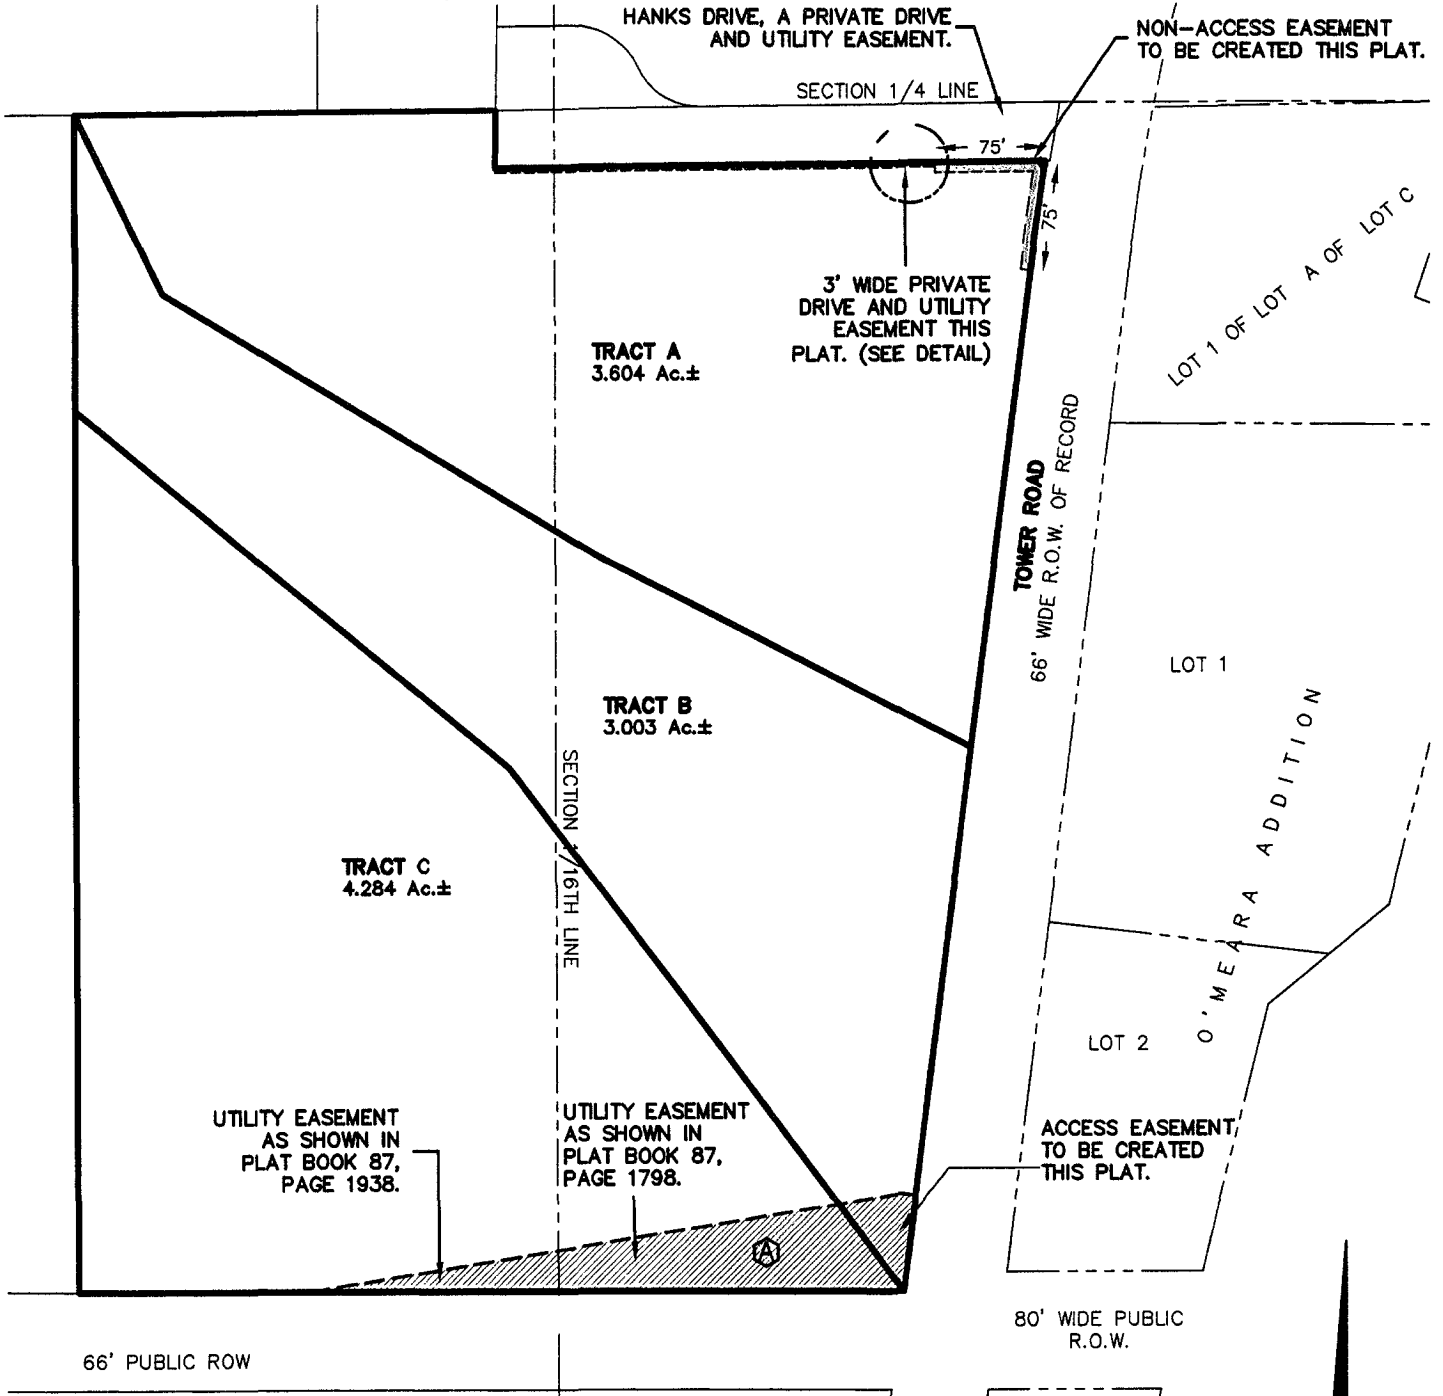 HANKS DRIVE, A PRIVATE DRIVE
AND UTILITY EASEMENT.
NON-ACCESS EASEMENT
TO BE CREATED THIS PLAT.
SECTION 1/4 LINE
75'
75'
3' WIDE PRIVATE
DRIVE AND UTILITY
EASEMENT THIS
PLAT. (SEE DETAIL)
LOT 1 OF LOT A OF LOT C
TRACT A
3.604 Ac.±
TOWER ROAD
66' WIDE R.O.W. OF RECORD
LOT 1
TRACT B
3.003 Ac.±
O'MEARA ADDITION
SECTION 1/16TH LINE
TRACT C
4.284 Ac.±
LOT 2
UTILITY EASEMENT
AS SHOWN IN
PLAT BOOK 87,
PAGE 1938.
UTILITY EASEMENT
AS SHOWN IN
PLAT BOOK 87,
PAGE 1798.
ACCESS EASEMENT
TO BE CREATED
THIS PLAT.
A
80' WIDE PUBLIC
R.O.W.
66' PUBLIC ROW